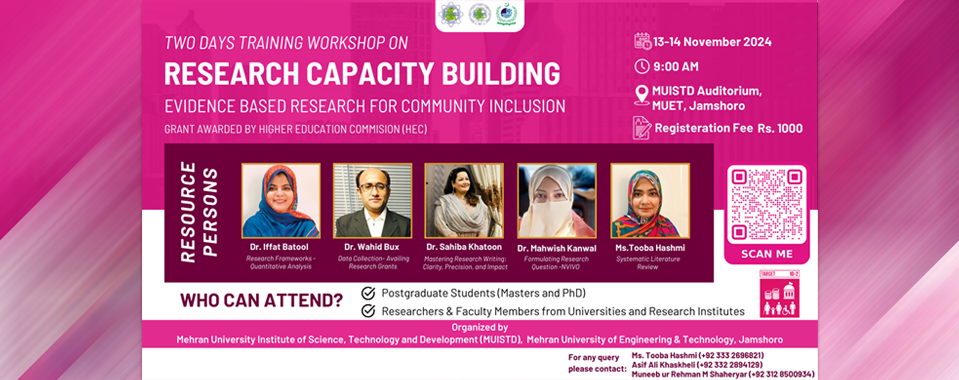 TWO DAYS TRAINING WORKSHOP ON
RESEARCH CAPACITY BUILDING
EVIDENCE BASED RESEARCH FOR COMMUNITY INCLUSION
GRANT AWARDED BY HIGHER EDUCATION COMMISION (HEC)
13-14 November 2024
9:00 AM
MUISTD Auditorium,
MUET, Jamshoro
Registeration Fee Rs. 1000
RESOURCE
PERSONS
Dr. Iffat Batool
Research Frameworks -
Quantitative Analysis
Dr. Wahid Bux
Data Collection- Availing
Research Grants
Dr. Sahiba Khatoon
Mastering Research Writing:
Clarity, Precision, and Impact
Dr. Mahwish Kanwal
Formulating Research
Question -NVIVO
Ms.Tooba Hashmi
Systematic Literature
Review
SCAN ME
TARGET 10-2
WHO CAN ATTEND?
Postgraduate Students (Masters and PhD)
Researchers & Faculty Members from Universities and Research Institutes
Organized by
Mehran University Institute of Science, Technology and Development (MUISTD), Mehran University of Engineering & Technology, Jamshoro
For any query
please contact:
Ms. Tooba Hashmi (+92 333 2696821)
Asif Ali Khaskheli (+92 332 2894129)
Muneeb ur Rehman M Shaheryar (+92 312 8500934)